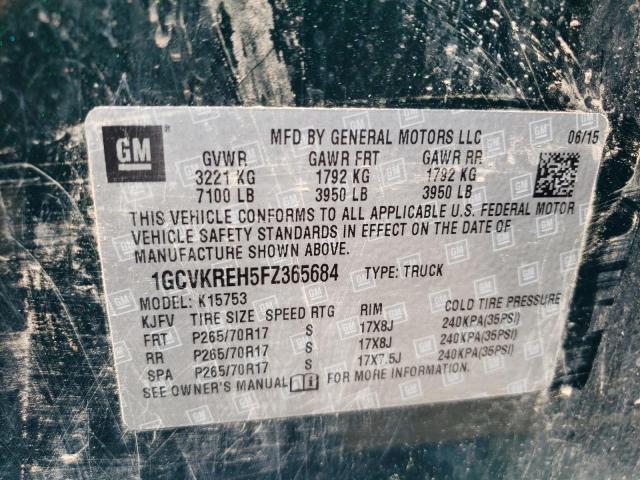 GM
MFD BY GENERAL MOTORS LLC 06/15
GVWR GAWR FRT GAWR RR
3221 KG 1792 KG 1792 KG
7100 LB 3950 LB 3950 LB
THIS VEHICLE CONFORMS TO ALL APPLICABLE U.S. FEDERAL MOTOR
VEHICLE SAFETY STANDARDS IN EFFECT ON THE DATE OF
MANUFACTURE SHOWN ABOVE.
1GCVKREH5FZ365684 TYPE: TRUCK
MODEL: K15753
KJFV TIRE SIZE SPEED RTG RIM COLD TIRE PRESSURE
FRT P265/70R17 S 17X8J 240KPA(35PSI)
RR P265/70R17 S 17X8J 240KPA(35PSI)
SPA P265/70R17 S 17X7.5J 240KPA(35PSI)
SEE OWNER'S MANUAL FOR MORE INFORMATION.